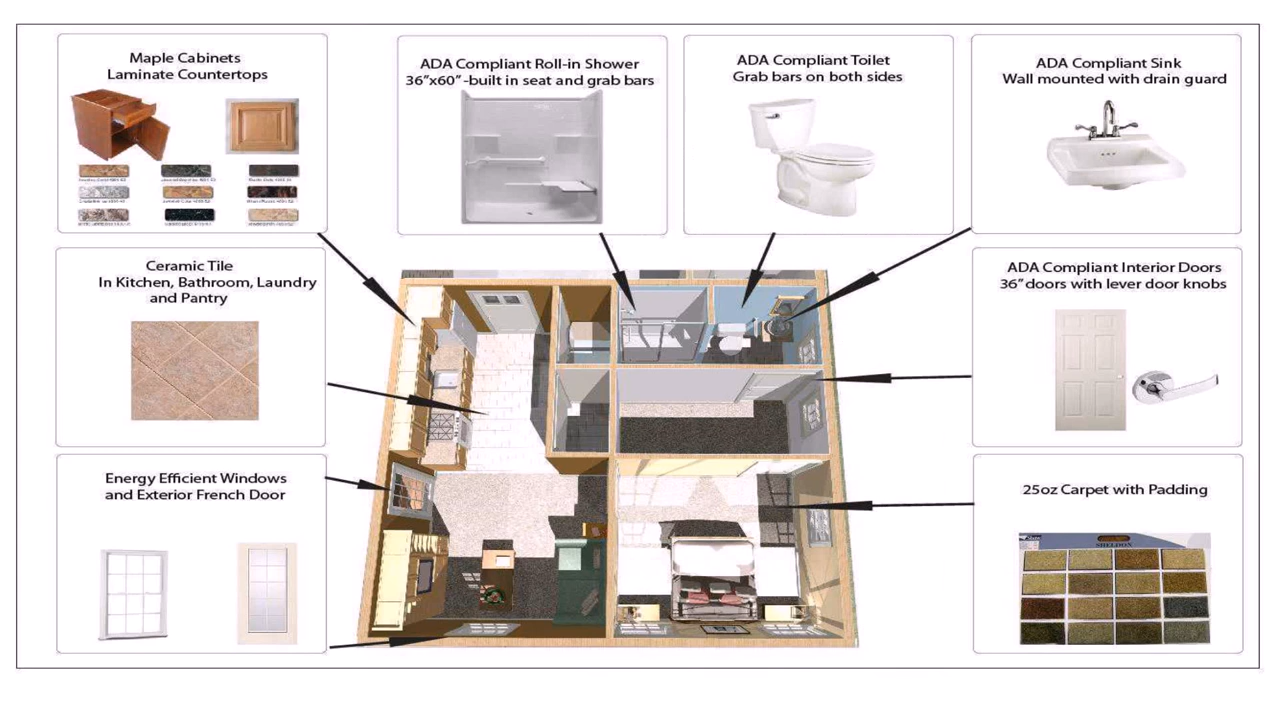 Maple Cabinets
Laminate Countertops
ADA Compliant Roll-in Shower
36”x60” -built in seat and grab bars
ADA Compliant Toilet
Grab bars on both sides
ADA Compliant Sink
Wall mounted with drain guard
Ceramic Tile
In Kitchen, Bathroom, Laundry
and Pantry
ADA Compliant Interior Doors
36” doors with lever door knobs
Energy Efficient Windows
and Exterior French Door
25oz Carpet with Padding
SHELDON